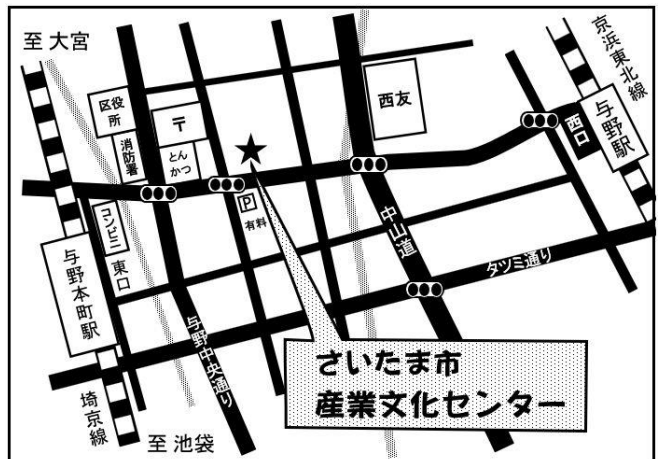 至 大宮
京浜東北線
区役
所
〒
西友
与野駅
西口
消防署
とん
かつ
P
有料
コンビニ
中山道
東口
与野本町駅
タツミ通り
与野中央通り
さいたま市
産業文化センター
埼京線
至 池袋